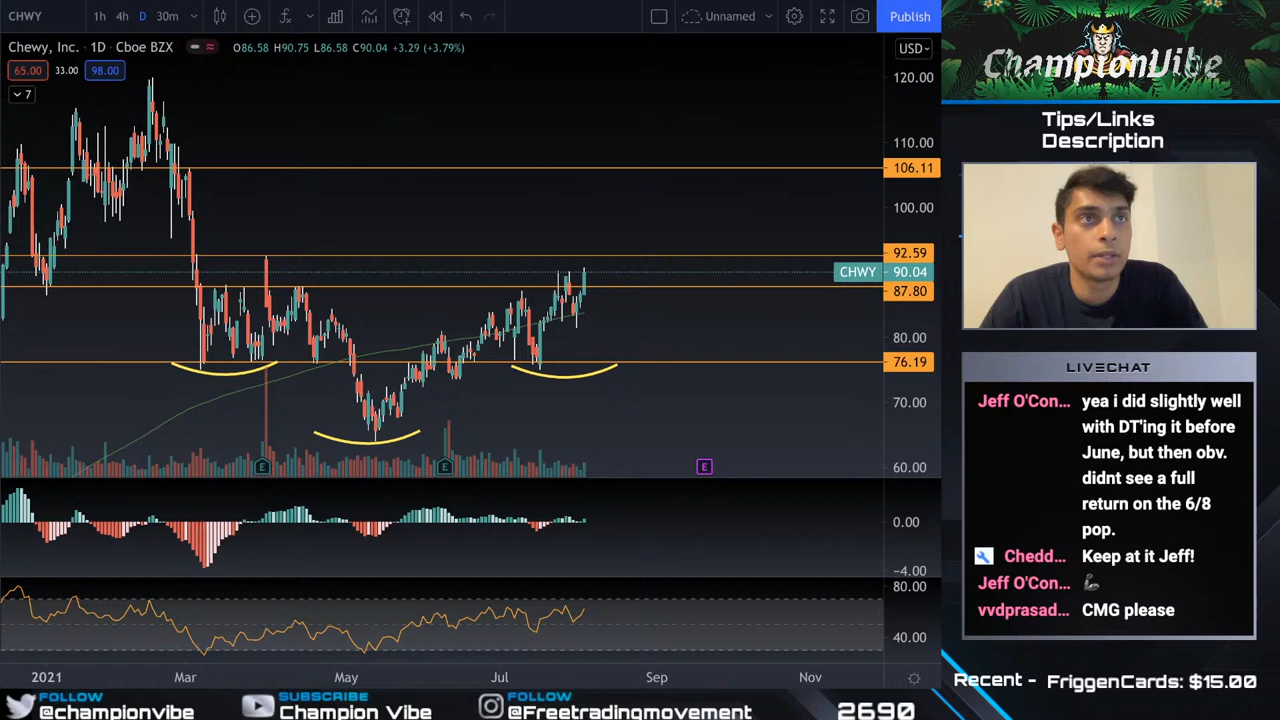 CHWY
1h 4h D 30m
Unnamed
Publish
Chewy, Inc. · 1D · Cboe BZX
O86.58 H90.75 L86.58 C90.04 +3.29 (+3.79%)
USD
65.00 33.00 98.00
7
120.00
110.00
106.11
100.00
92.59
CHWY 90.04
87.80
80.00
76.19
70.00
60.00
E E E
0.00
−4.00
80.00
40.00
2021 Mar May Jul Sep Nov
ChampionVibe
Tips/Links
Description
LIVECHAT
Jeff O'Con... yea i did slightly well
with DT'ing it before
June, but then obv.
didnt see a full
return on the 6/8
pop.
Chedd... Keep at it Jeff!
Jeff O'Con... 💪
vvdprasad... CMG please
Recent - FriggenCards: $15.00
FOLLOW
@championvibe
SUBSCRIBE
Champion Vibe
FOLLOW
@Freetradingmovement
2690